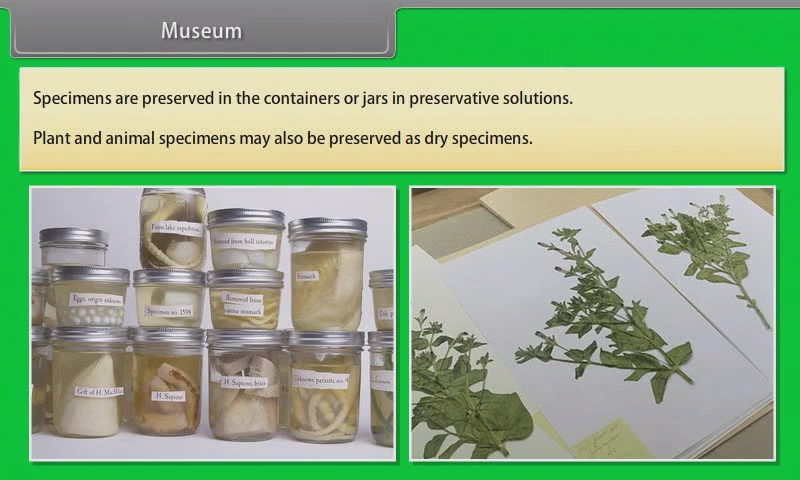 Museum
Specimens are preserved in the containers or jars in preservative solutions.
Plant and animal specimens may also be preserved as dry specimens.
From lake expedition
Removed from bull intestine
Stomach
Eggs, origin unknown
Specimen no. 1598
Removed from
canine stomach
Gift of H.
H. Sapiens
H. Sapiens, brain
Unknown parasite no.